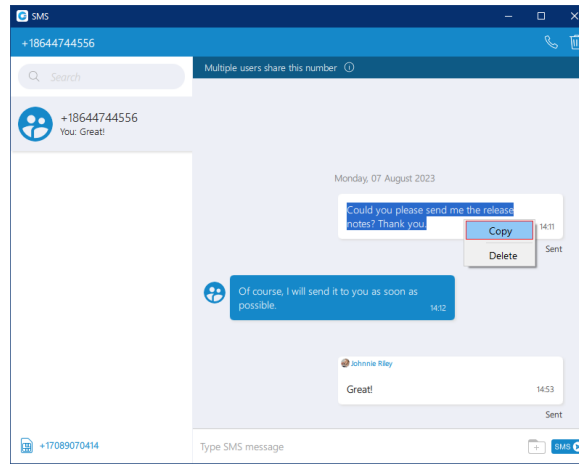 SMS
+18644744556
Search
Multiple users share this number
+18644744556
You: Great!
Monday, 07 August 2023
Could you please send me the release
notes? Thank you.
14:11
Copy
Delete
Sent
Of course, I will send it to you as soon as
possible.
14:12
Johnnie Riley
Great!
14:53
Sent
+17089070414
Type SMS message
SMS